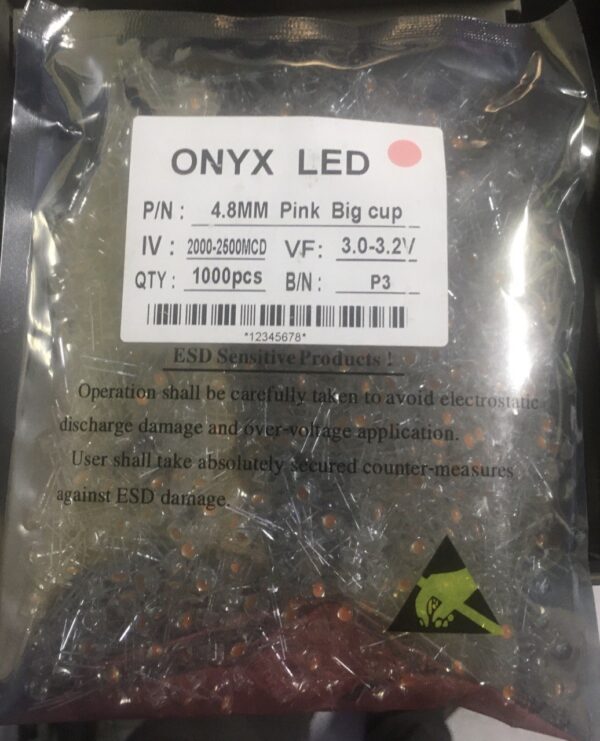 ONYX LED
P/N : 4.8MM Pink Big cup
IV : 2000-2500MCD VF: 3.0-3.2V
QTY : 1000pcs B/N : P3
*12345678*
ESD Sensitive Products !
Operation shall be carefully taken to avoid electrostatic
discharge damage and over-voltage application.
User shall take absolutely secured counter-measures
against ESD damage.